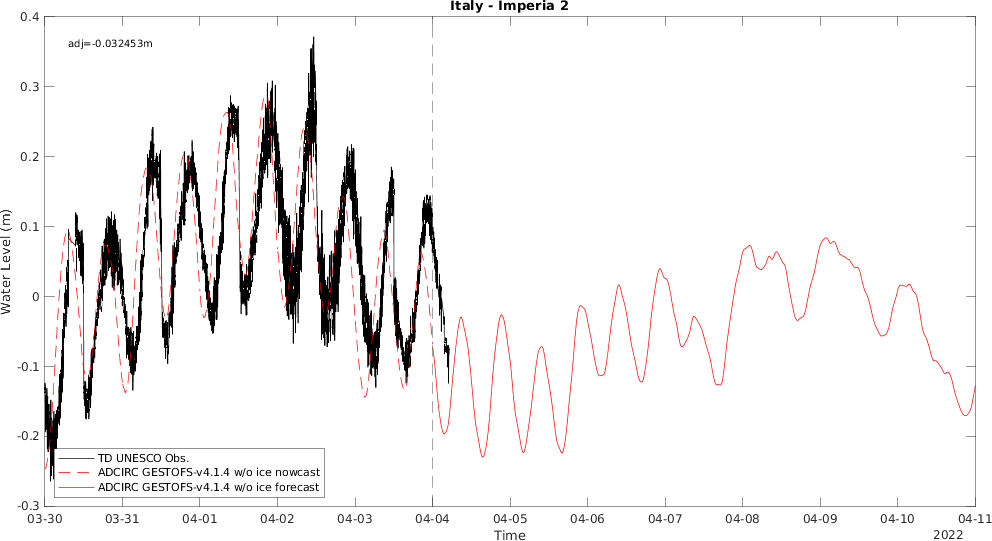 Italy - Imperia 2
adj=-0.032453m
Water Level (m)
0.4
0.3
0.2
0.1
0
-0.1
-0.2
-0.3
TD UNESCO Obs.
ADCIRC GESTOFS-v4.1.4 w/o ice nowcast
ADCIRC GESTOFS-v4.1.4 w/o ice forecast
03-30 03-31 04-01 04-02 04-03 04-04 04-05 04-06 04-07 04-08 04-09 04-10 04-11
Time
2022